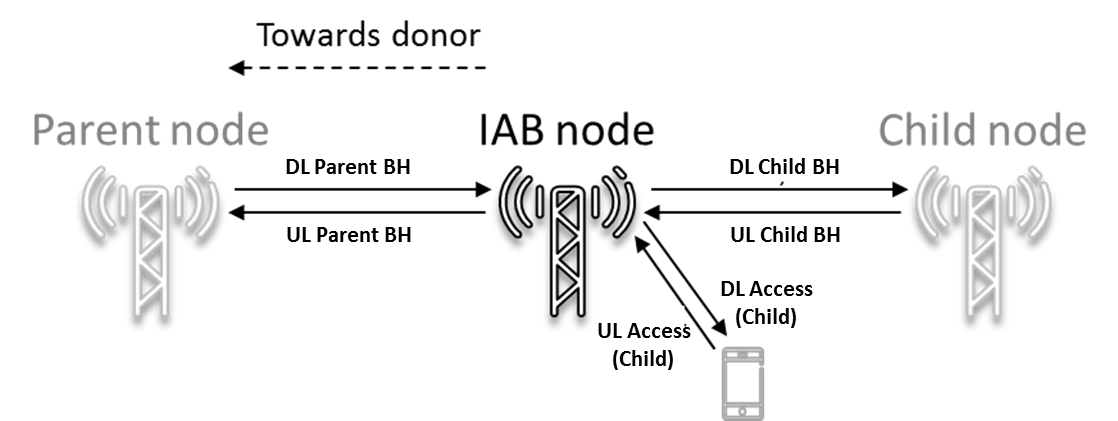 Towards donor
Parent node
IAB node
Child node
DL Parent BH
DL Child BH
UL Parent BH
UL Child BH
DL Access
(Child)
UL Access
(Child)